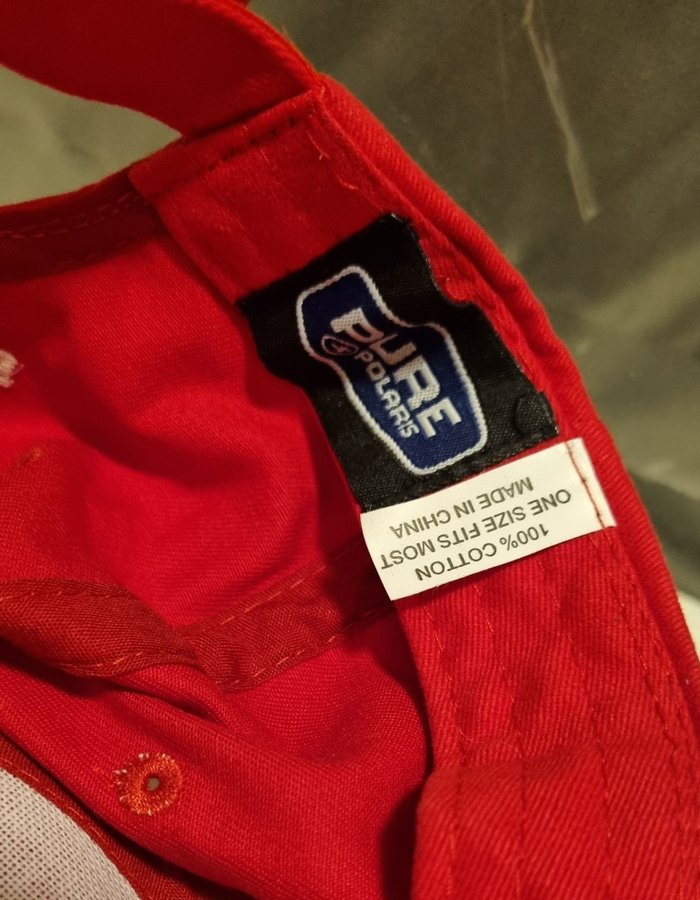 PURE
POLARIS
100% COTTON
ONE SIZE FITS MOST
MADE IN CHINA